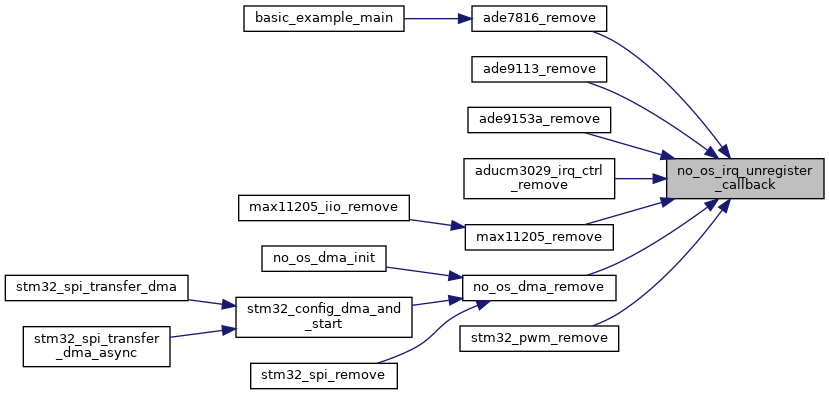 basic_example_main
ade7816_remove
ade9113_remove
ade9153a_remove
aducm3029_irq_ctrl
_remove
no_os_irq_unregister
_callback
max11205_iio_remove
max11205_remove
no_os_dma_init
stm32_spi_transfer_dma
no_os_dma_remove
stm32_config_dma_and
_start
stm32_spi_transfer
_dma_async
stm32_pwm_remove
stm32_spi_remove